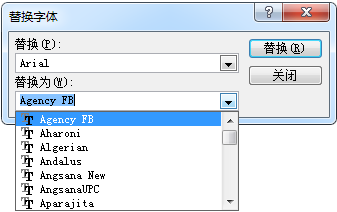 替换字体
替换(P):
Arial
替换(R)
替换为(W):
关闭
Agency FB
Agency FB
Aharoni
Algerian
Andalus
Angsana New
AngsanaUPC
Aparajita